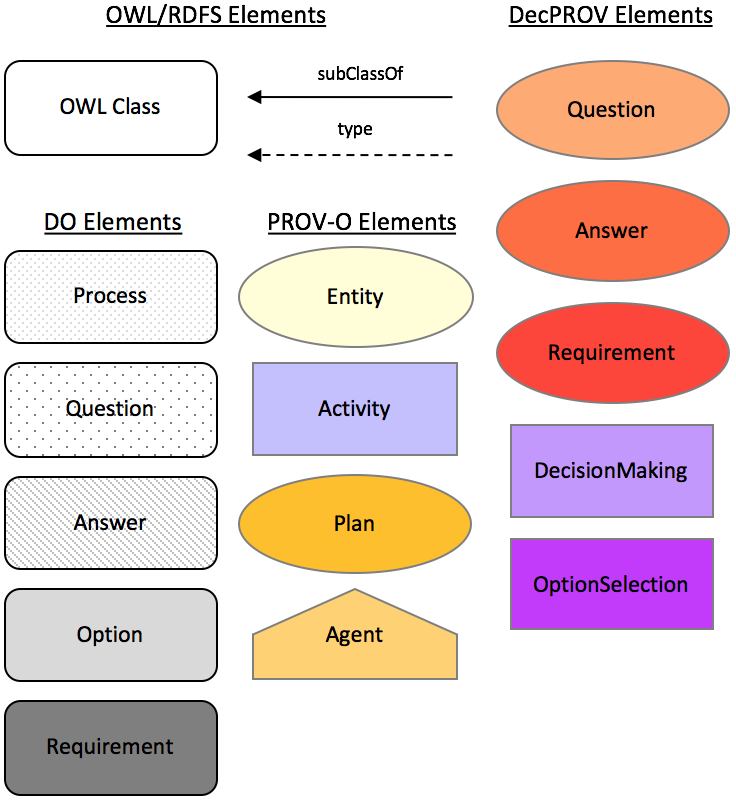 OWL/RDFS Elements
OWL Class
subClassOf
type
DO Elements
Process
Question
Answer
Option
Requirement
PROV-O Elements
Entity
Activity
Plan
Agent
DecPROV Elements
Question
Answer
Requirement
DecisionMaking
OptionSelection